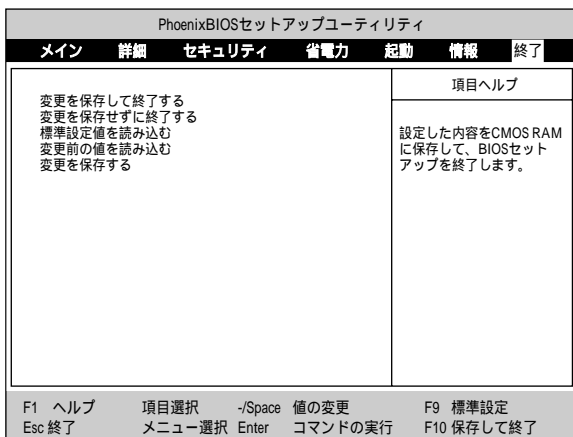 PhoenixBIOSセットアップユーティリティ
メイン 詳細 セキュリティ 省電力 起動 情報 終了
変更を保存して終了する
変更を保存せずに終了する
標準設定値を読み込む
変更前の値を読み込む
変更を保存する
項目ヘルプ
設定した内容をCMOS RAM
に保存して、BIOSセット
アップを終了します。
F1 ヘルプ 項目選択 -/Space 値の変更 F9 標準設定
Esc 終了 メニュー選択 Enter コマンドの実行 F10 保存して終了